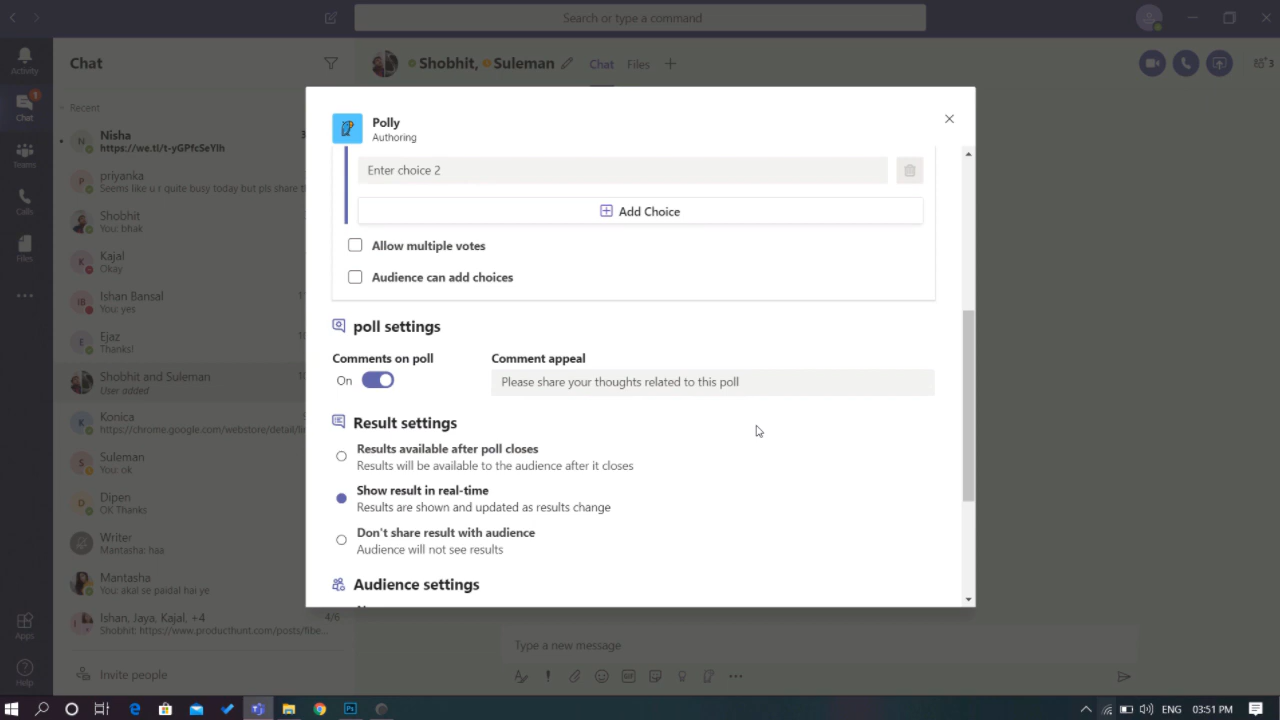 Search or type a command
Activity
Chat
Teams
Calls
Files
Apps
Help
Chat
Recent
Nisha
https://we.tl/t-yGPfcSeYlh
priyanka
Seems like u r quite busy today but pls share t
Shobhit
You: bhak
Kajal
Okay
Ishan Bansal
You: yes
Ejaz
Thanks!
Shobhit and Suleman
User added
Konica
https://chrome.google.com/webstore/detail/li
Suleman
You: ok
Dipen
OK Thanks
Writer
Mantasha: haa
Mantasha
You: akal se paidal hai ye
Ishan, Jaya, Kajal, +4 4/6
Shobhit: https://www.producthunt.com/posts/fibe...
Invite people
Shobhit, Suleman
Chat Files
3
Polly
Authoring
Enter choice 2
Add Choice
Allow multiple votes
Audience can add choices
poll settings
Comments on poll Comment appeal
On Please share your thoughts related to this poll
Result settings
Results available after poll closes
Results will be available to the audience after it closes
Show result in real-time
Results are shown and updated as results change
Don't share result with audience
Audience will not see results
Audience settings
Type a new message
GIF
ENG 03:51 PM